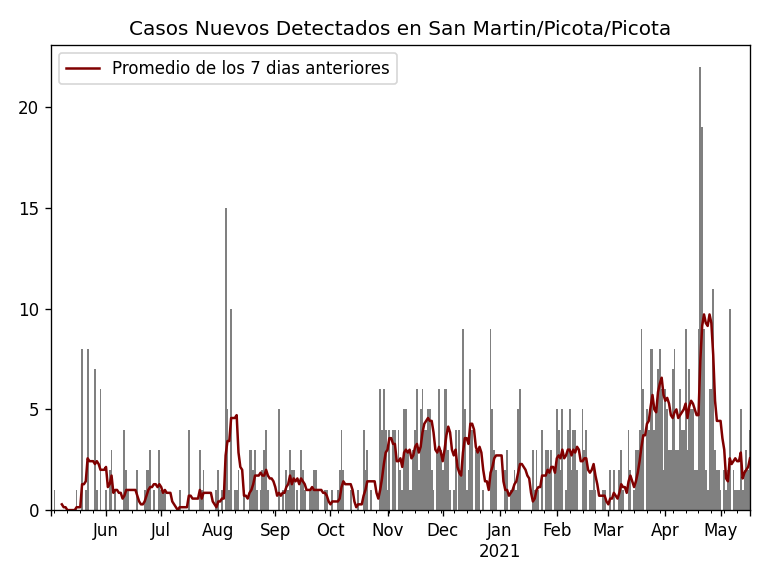 Casos Nuevos Detectados en San Martin/Picota/Picota
Promedio de los 7 dias anteriores
20
15
10
5
0
Jun Jul Aug Sep Oct Nov Dec Jan Feb Mar Apr May
2021